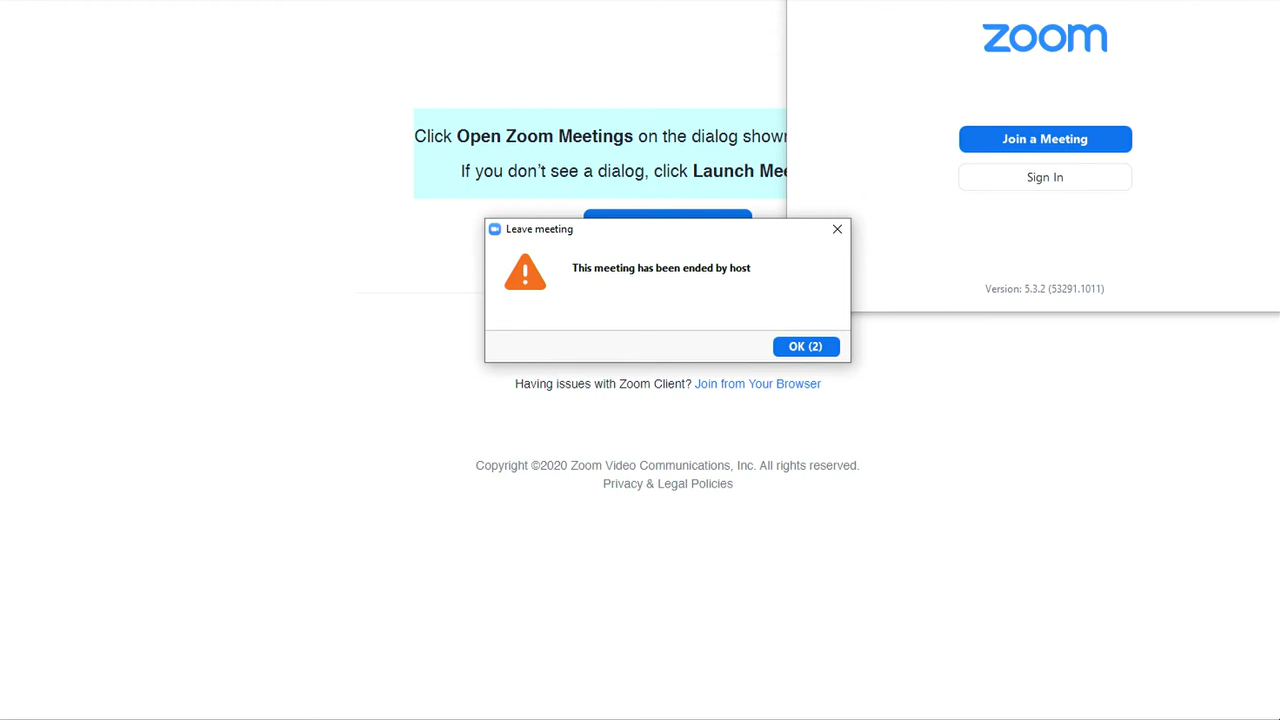 zoom
Join a Meeting
Sign In
Version: 5.3.2 (53291.1011)
Click Open Zoom Meetings on the dialog shown
If you don’t see a dialog, click Launch
Leave meeting
This meeting has been ended by host
OK (2)
Having issues with Zoom Client? Join from Your Browser
Copyright ©2020 Zoom Video Communications, Inc. All rights reserved.
Privacy & Legal Policies